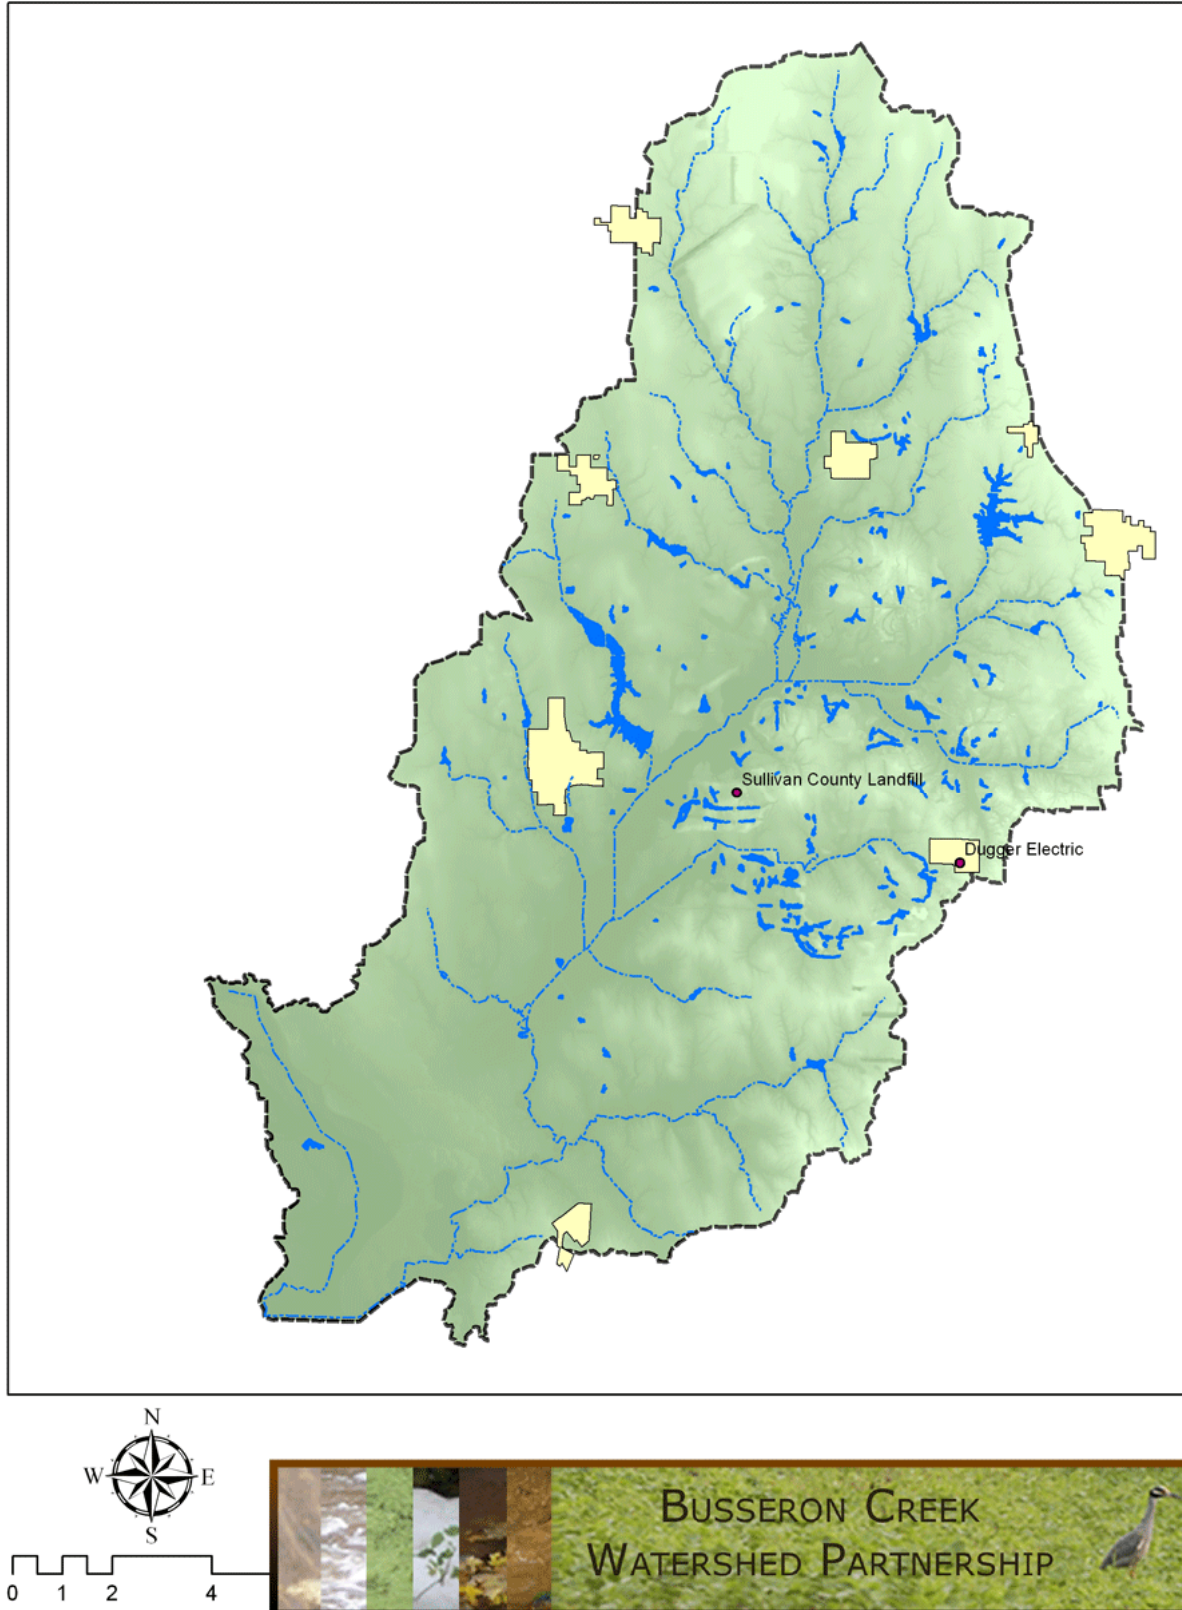 Sullivan County Landfill
Dugger Electric
N
W E
S
0 1 2 4
BUSSERON CREEK
WATERSHED PARTNERSHIP